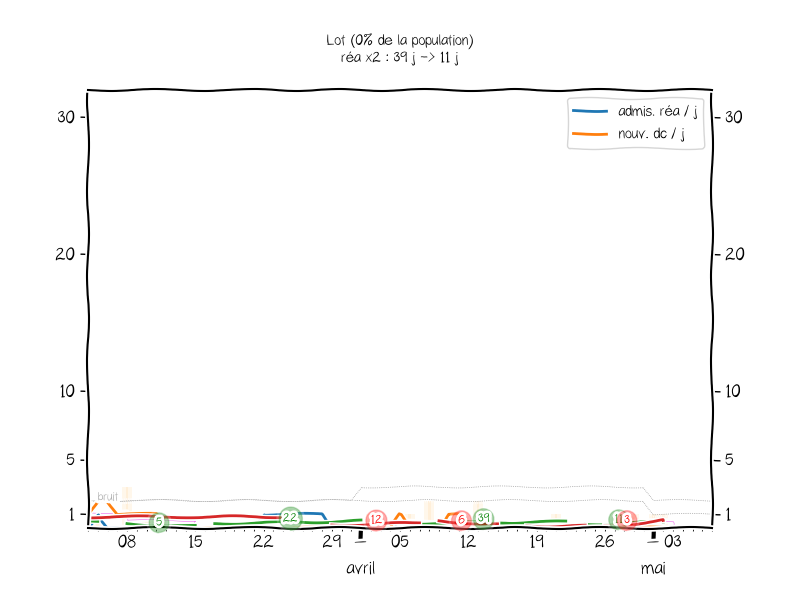 Lot (0% de la population)
réa x2 : 39 j -> 11 j
admis. réa / j
nouv. dc / j
30 30
20 20
10 10
5 5
1 1
bruit
5 22 12 6 39 13
08 15 22 29 05 12 19 26 03
avril mai